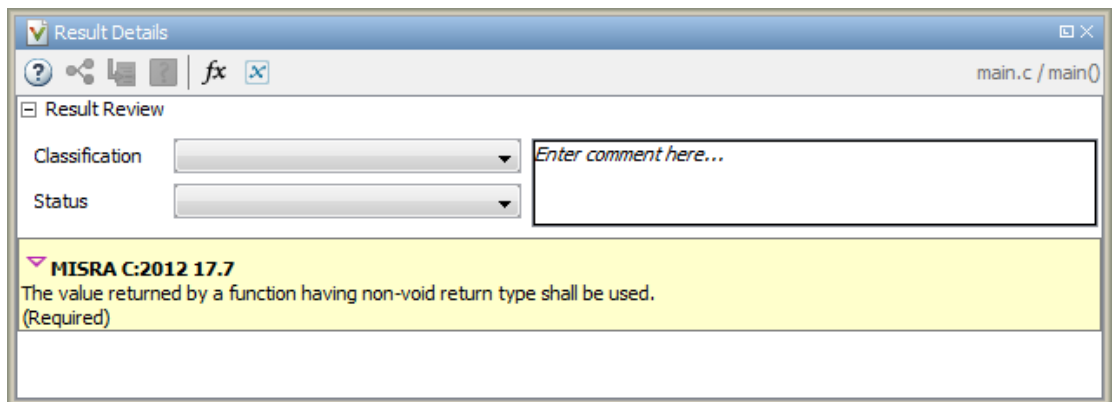 Result Details
fx x main.c / main()
Result Review
Classification
Enter comment here...
Status
MISRA C:2012 17.7
The value returned by a function having non-void return type shall be used.
(Required)